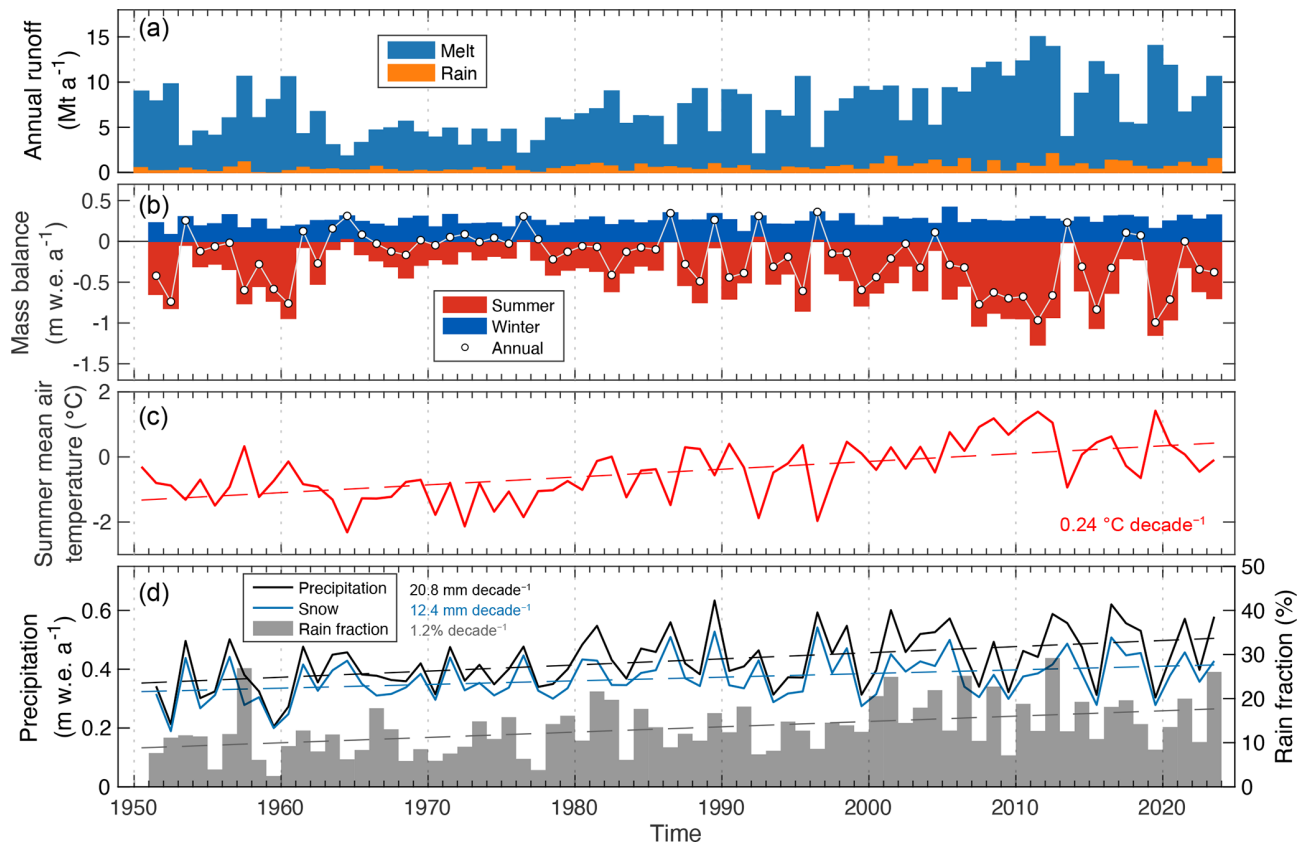 (a)
Annual runoff
(Mt a⁻¹)
15
10
5
0
Melt
Rain
(b)
Mass balance
(m w.e. a⁻¹)
0.5
0
-0.5
-1
-1.5
Summer
Winter
Annual
(c)
Summer mean air
temperature (°C)
2
0
-2
0.24 °C decade⁻¹
(d)
Precipitation
(m w.e. a⁻¹)
0.6
0.4
0.2
0
Precipitation 20.8 mm decade⁻¹
Snow 12.4 mm decade⁻¹
Rain fraction 1.2% decade⁻¹
50
40
30
20
10
0
Rain fraction (%)
1950 1960 1970 1980 1990 2000 2010 2020
Time